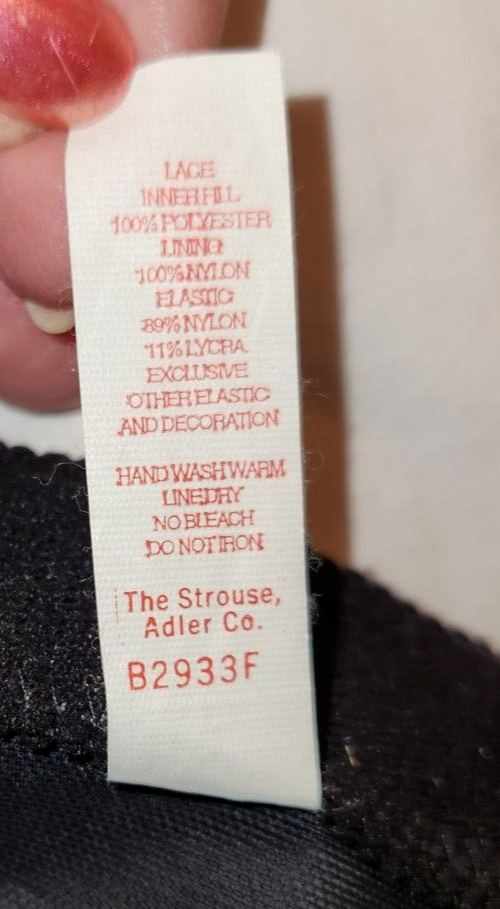 LACE
INNER FILL
100% POLYESTER
LINING:
100% NYLON
ELASTIC:
89% NYLON
11% LYCRA
EXCLUSIVE
OTHER ELASTIC
AND DECORATION
HAND WASH WARM
LINE DRY
NO BLEACH
DO NOT IRON
The Strouse,
Adler Co.
B2933F